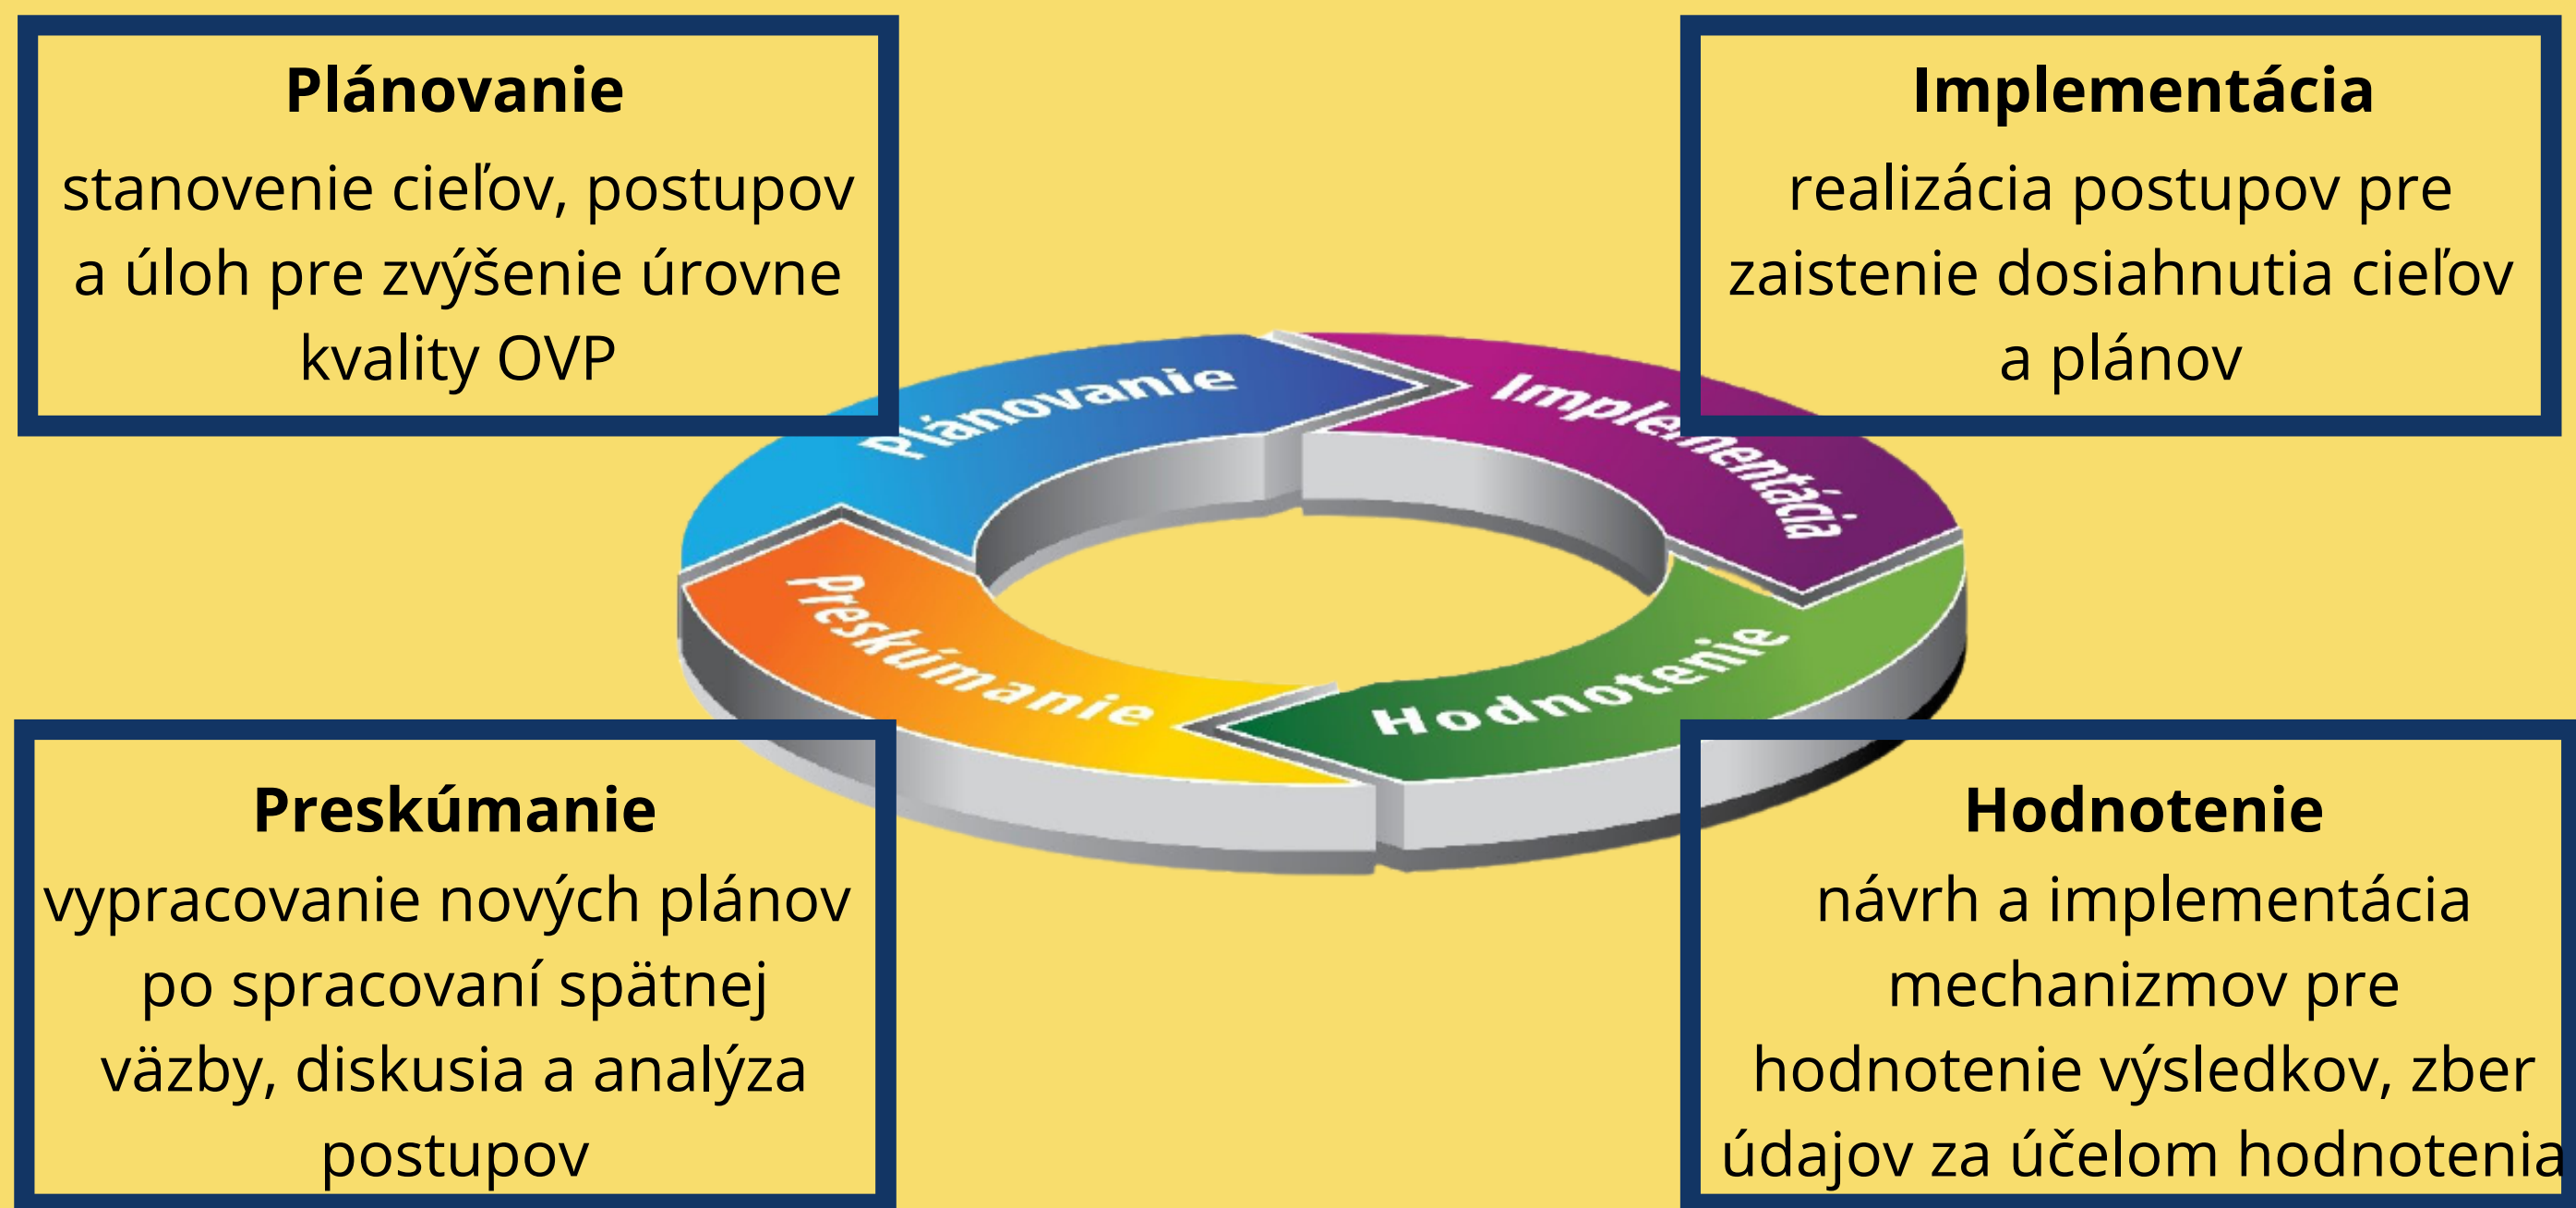 Plánovanie
stanovenie cieľov, postupov
a úloh pre zvýšenie úrovne
kvality OVP
Implementácia
realizácia postupov pre
zaistenie dosiahnutia cieľov
a plánov
Plánovanie
Implementácia
Preskúmanie
Hodnotenie
Preskúmanie
vypracovanie nových plánov
po spracovaní spätnej
väzby, diskusia a analýza
postupov
Hodnotenie
návrh a implementácia
mechanizmov pre
hodnotenie výsledkov, zber
údajov za účelom hodnotenia